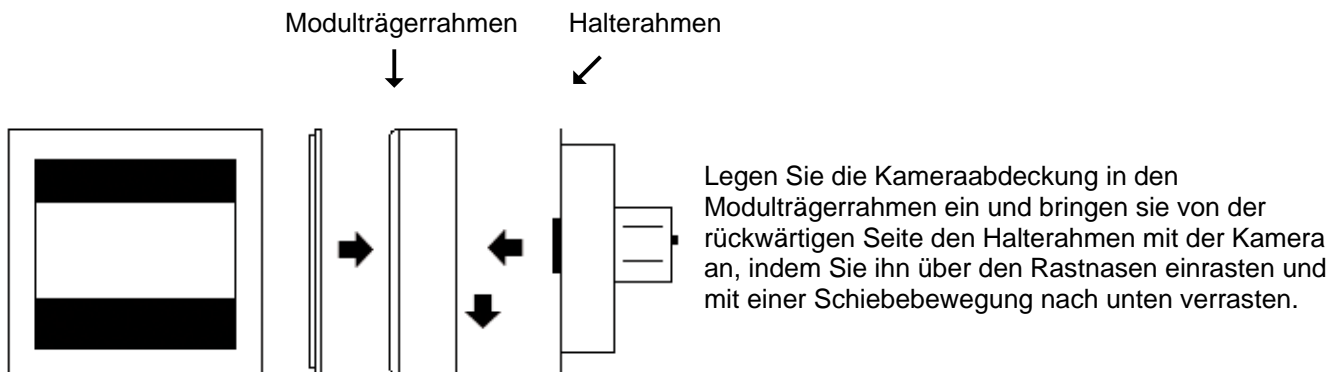 Modulträgerrahmen Halterahmen
Legen Sie die Kameraabdeckung in den
Modulträgerrahmen ein und bringen sie von der
rückwärtigen Seite den Halterahmen mit der Kamera
an, indem Sie ihn über den Rastnasen einrasten und
mit einer Schiebebewegung nach unten verrasten.